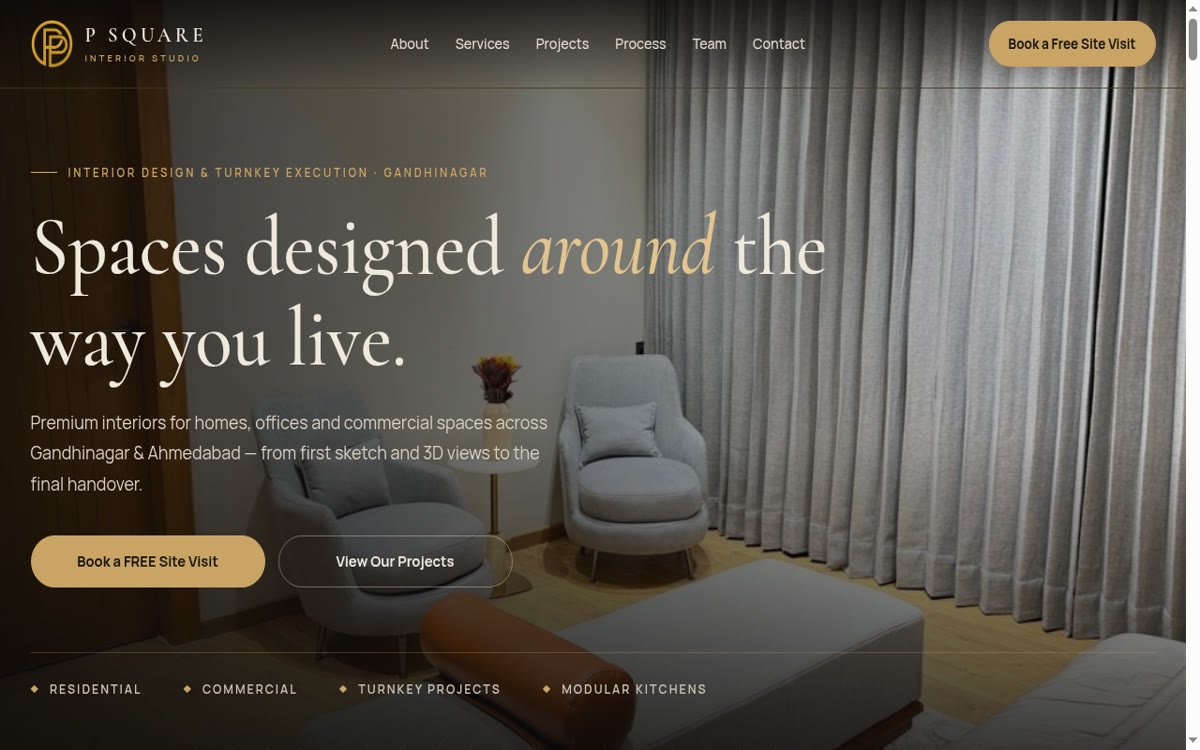 P SQUARE
INTERIOR STUDIO
About Services Projects Process Team Contact
Book a Free Site Visit
INTERIOR DESIGN & TURNKEY EXECUTION · GANDHINAGAR
Spaces designed around the
way you live.
Premium interiors for homes, offices and commercial spaces across
Gandhinagar & Ahmedabad — from first sketch and 3D views to the
final handover.
Book a FREE Site Visit
View Our Projects
RESIDENTIAL
COMMERCIAL
TURNKEY PROJECTS
MODULAR KITCHENS